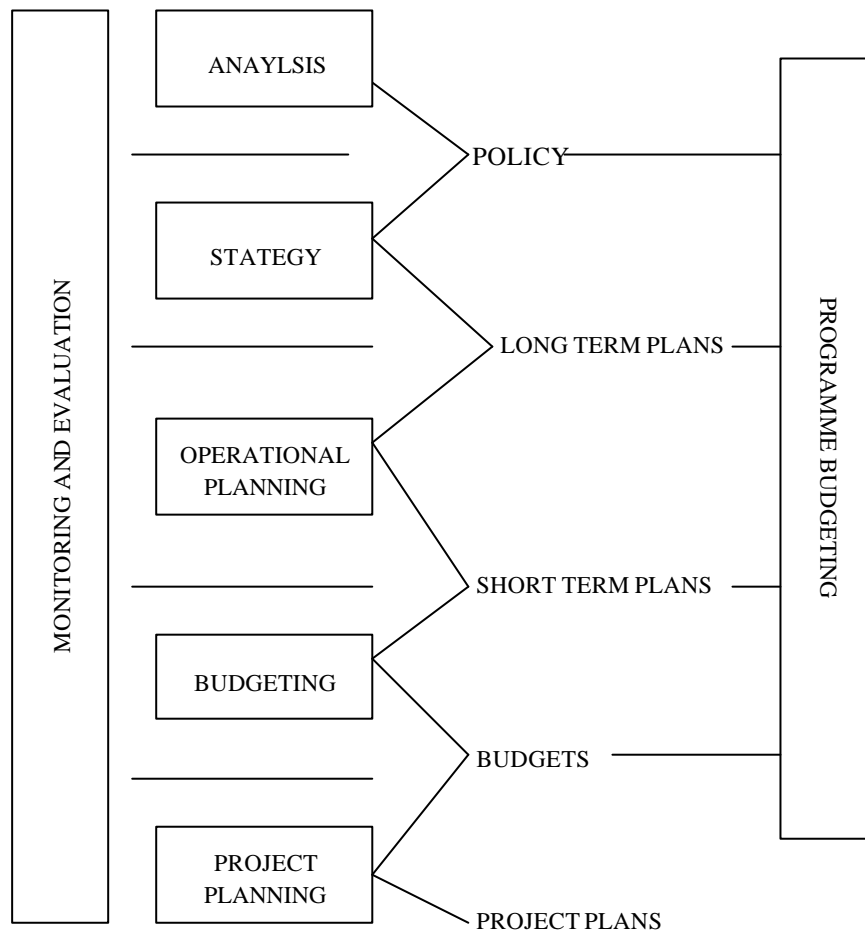 MONITORING AND EVALUATION
ANAYLSIS
POLICY
STATEGY
LONG TERM PLANS
OPERATIONAL
PLANNING
SHORT TERM PLANS
BUDGETING
BUDGETS
PROJECT
PLANNING
PROJECT PLANS
PROGRAMME BUDGETING